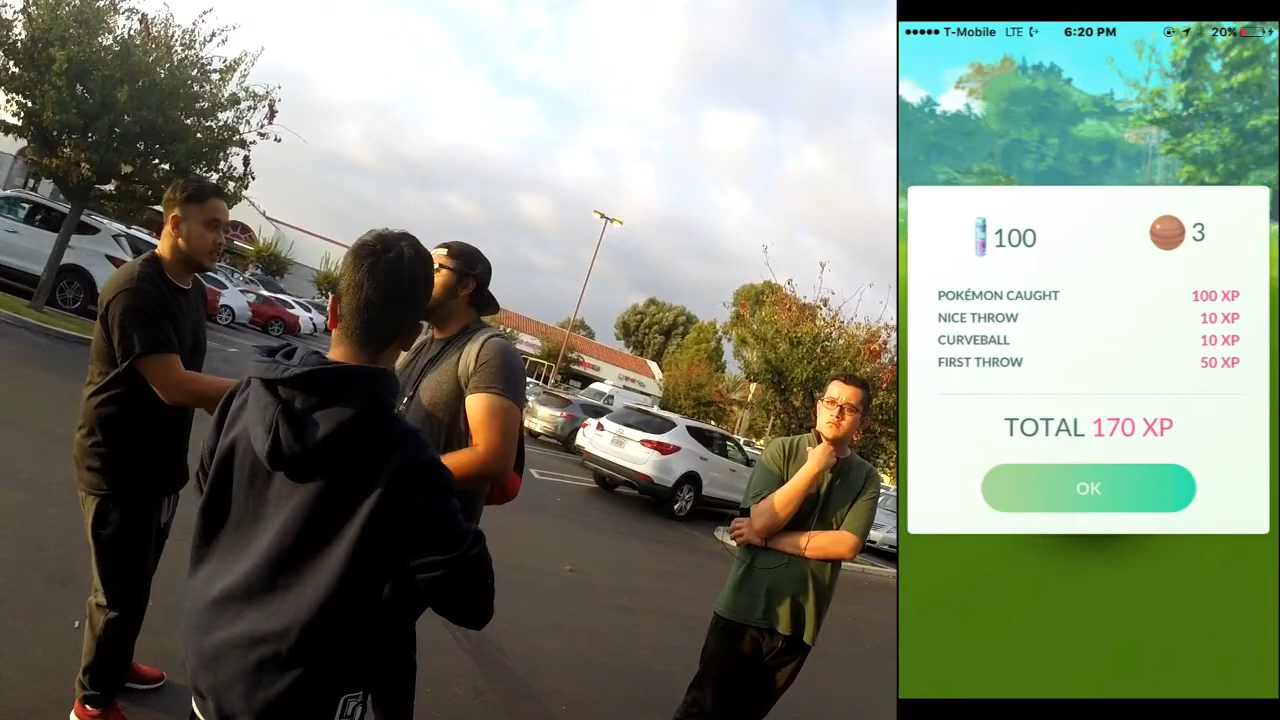 T-Mobile LTE 6:20 PM 20%
100 3
POKÉMON CAUGHT 100 XP
NICE THROW 10 XP
CURVEBALL 10 XP
FIRST THROW 50 XP
TOTAL 170 XP
OK